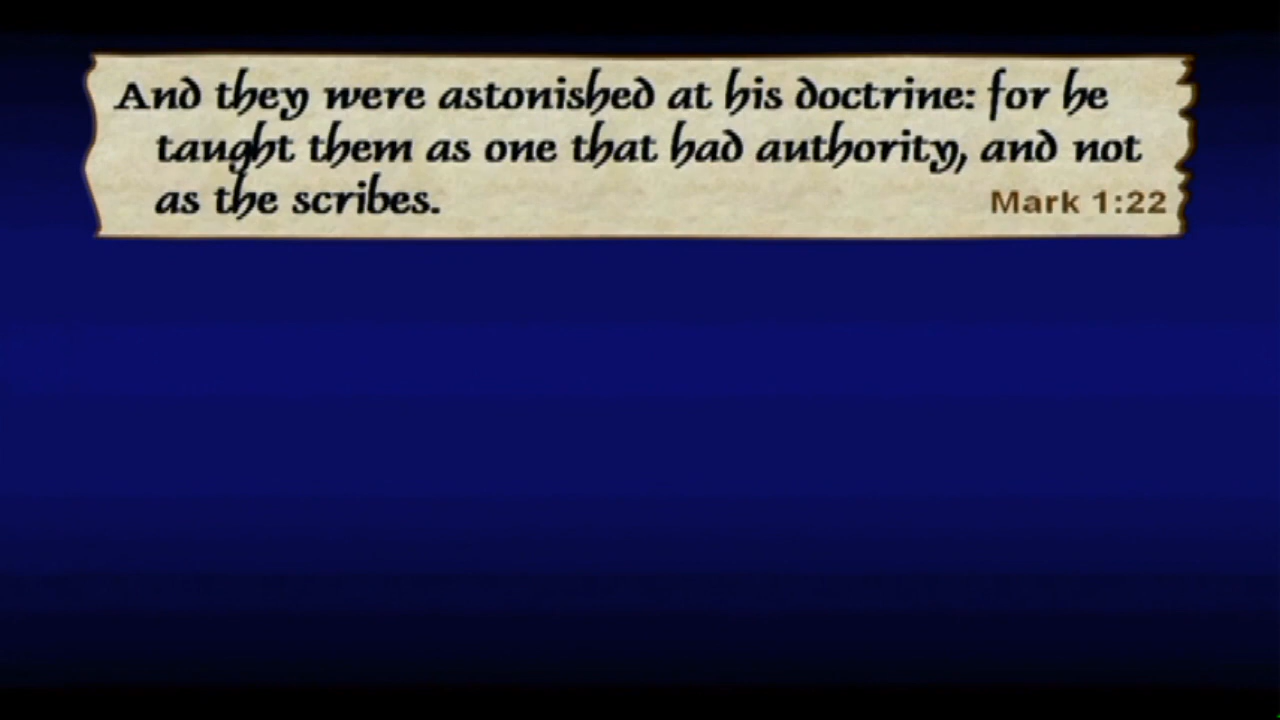 And they were astonished at his doctrine: for he
taught them as one that had authority, and not
as the scribes.
Mark 1:22